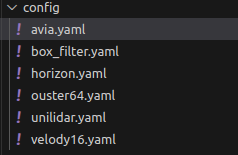 config
! avia.yaml
! box_filter.yaml
! horizon.yaml
! ouster64.yaml
! unilidar.yaml
! velody16.yaml